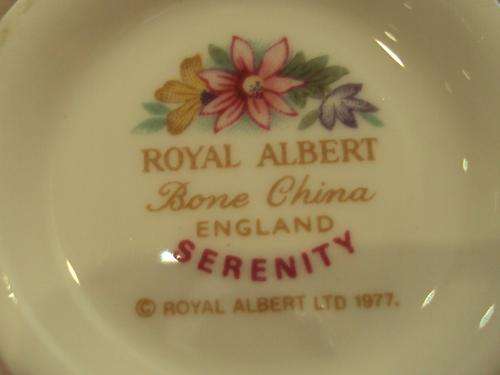 ROYAL ALBERT
Bone China
ENGLAND
SERENITY
© ROYAL ALBERT LTD 1977.